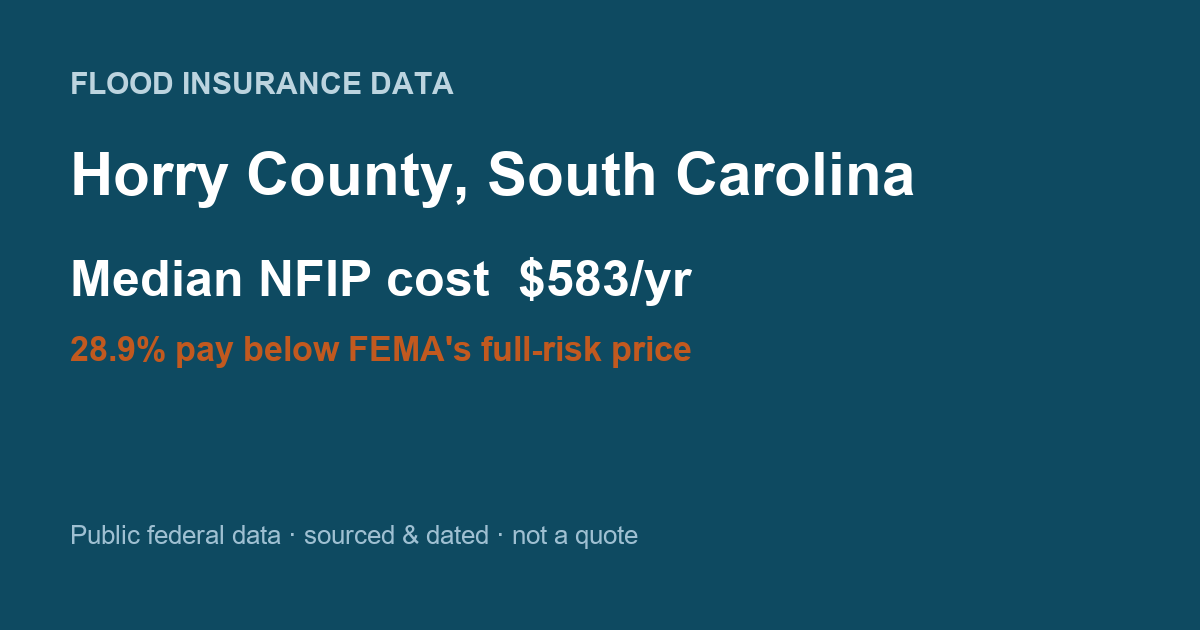 FLOOD INSURANCE DATA
Horry County, South Carolina
Median NFIP cost  $583/yr
28.9% pay below FEMA's full-risk price
Public federal data · sourced & dated · not a quote